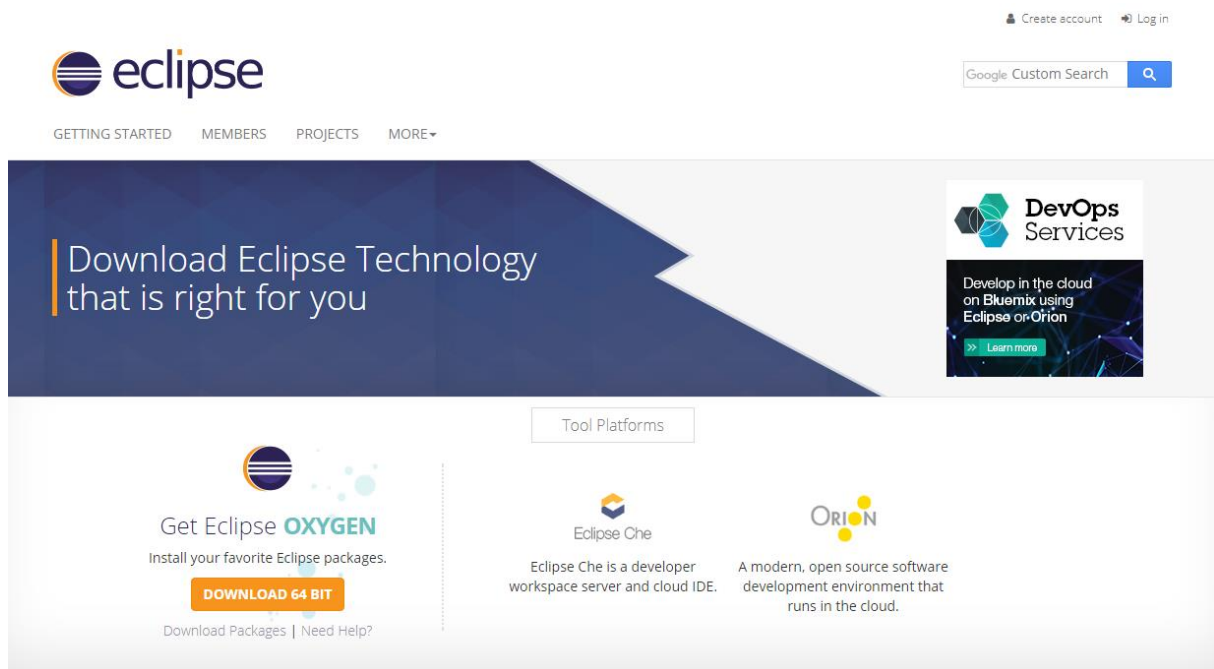 Create account Log in
eclipse
Google Custom Search
GETTING STARTED MEMBERS PROJECTS MORE
Download Eclipse Technology
that is right for you
DevOps
Services
Develop in the cloud
on Bluemix using
Eclipse or Orion
>> Learn more
Tool Platforms
Get Eclipse OXYGEN
Install your favorite Eclipse packages.
DOWNLOAD 64 BIT
Download Packages | Need Help?
Eclipse Che
Eclipse Che is a developer
workspace server and cloud IDE.
ORION
A modern, open source software
development environment that
runs in the cloud.